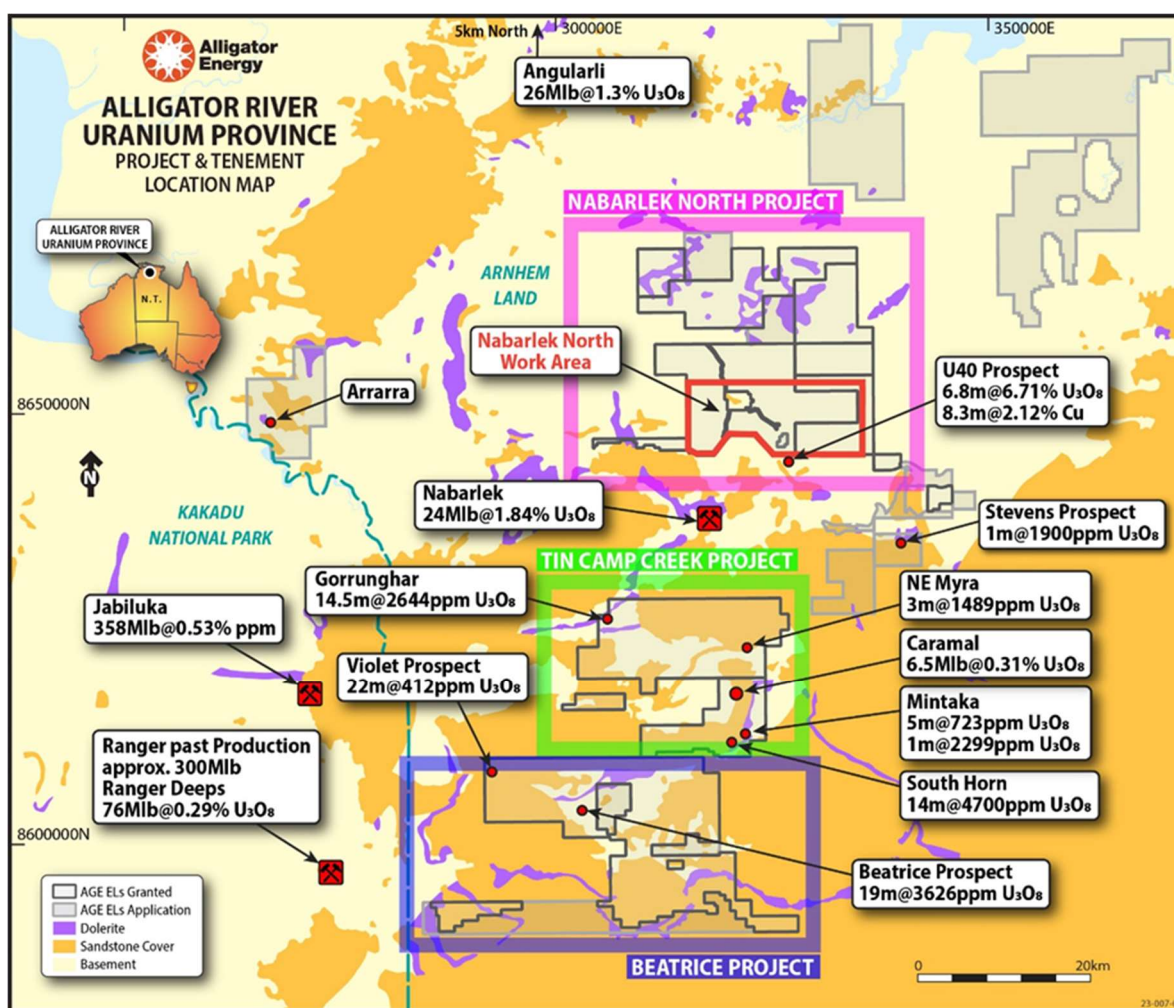 Alligator
Energy
ALLIGATOR RIVER
URANIUM PROVINCE
PROJECT & TENEMENT
LOCATION MAP
5km North
300000E
350000E
Angularli
26Mlb@1.3% U₃O₈
ALLIGATOR RIVER
URANIUM PROVINCE
N.T.
NABARLEK NORTH PROJECT
ARNHEM
LAND
Nabarlek North
Work Area
U40 Prospect
6.8m@6.71% U₃O₈
8.3m@2.12% Cu
Arrarra
8650000N
N
KAKADU
NATIONAL PARK
Nabarlek
24Mlb@1.84% U₃O₈
Stevens Prospect
1m@1900ppm U₃O₈
TIN CAMP CREEK PROJECT
Gorrunghar
14.5m@2644ppm U₃O₈
NE Myra
3m@1489ppm U₃O₈
Jabiluka
358Mlb@0.53% ppm
Caramal
6.5Mlb@0.31% U₃O₈
Violet Prospect
22m@412ppm U₃O₈
Mintaka
5m@723ppm U₃O₈
1m@2299ppm U₃O₈
Ranger past Production
approx. 300Mlb
Ranger Deeps
76Mlb@0.29% U₃O₈
South Horn
14m@4700ppm U₃O₈
8600000N
Beatrice Prospect
19m@3626ppm U₃O₈
AGE ELs Granted
AGE ELs Application
Dolerite
Sandstone Cover
Basement
BEATRICE PROJECT
0
20km